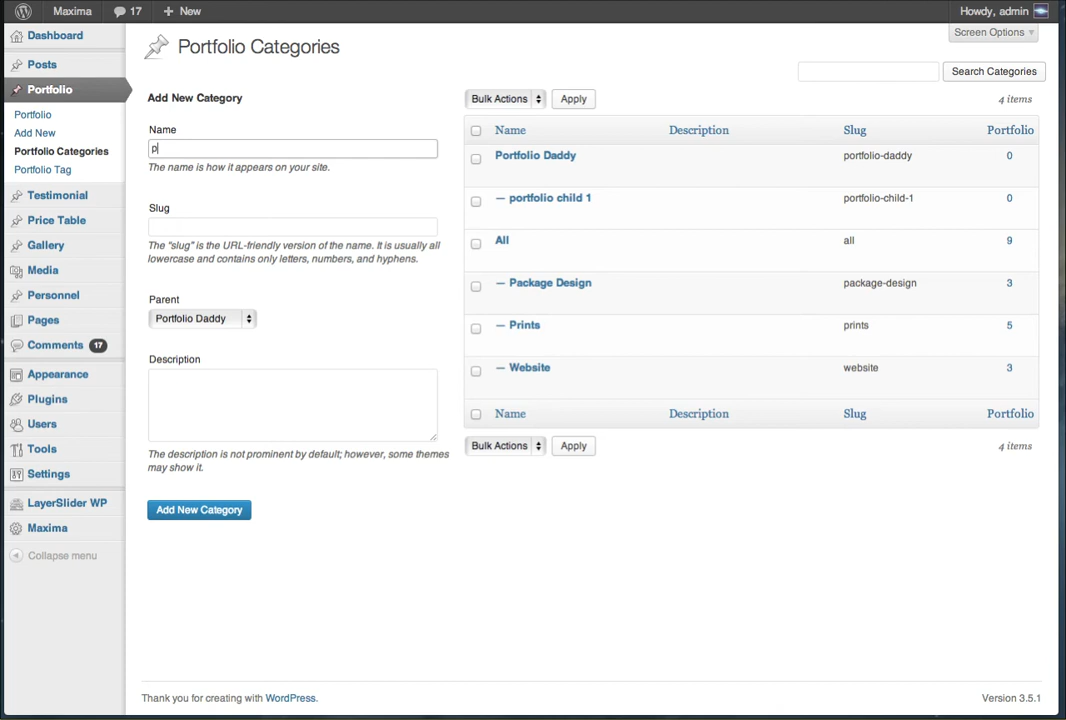 Maxima
17
+ New
Howdy, admin
Dashboard
Posts
Portfolio
Portfolio
Add New
Portfolio Categories
Portfolio Tag
Testimonial
Price Table
Gallery
Media
Personnel
Pages
Comments 17
Appearance
Plugins
Users
Tools
Settings
LayerSlider WP
Maxima
Collapse menu
Screen Options
Portfolio Categories
Search Categories
Add New Category
Name
p
The name is how it appears on your site.
Slug
The "slug" is the URL-friendly version of the name. It is usually all
lowercase and contains only letters, numbers, and hyphens.
Parent
Portfolio Daddy
Description
The description is not prominent by default; however, some themes
may show it.
Add New Category
Bulk Actions Apply 4 items
Name Description Slug Portfolio
Portfolio Daddy portfolio-daddy 0
— portfolio child 1 portfolio-child-1 0
All all 9
— Package Design package-design 3
— Prints prints 5
— Website website 3
Name Description Slug Portfolio
Bulk Actions Apply 4 items
Thank you for creating with WordPress.
Version 3.5.1